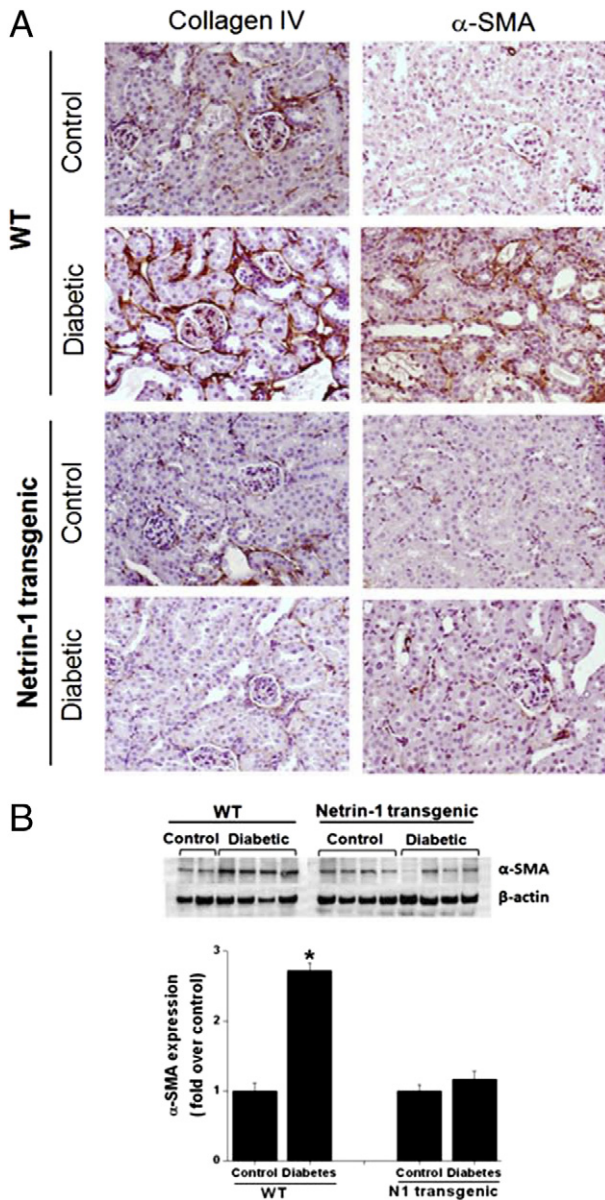 A
Collagen IV
α-SMA
WT
Control
Diabetic
Netrin-1 transgenic
Control
Diabetic
B
WT
Netrin-1 transgenic
Control Diabetic
Control
Diabetic
α-SMA
β-actin
α-SMA expression
( fold over control)
3
2
1
0
*
Control Diabetes
Control Diabetes
WT
N1 transgenic